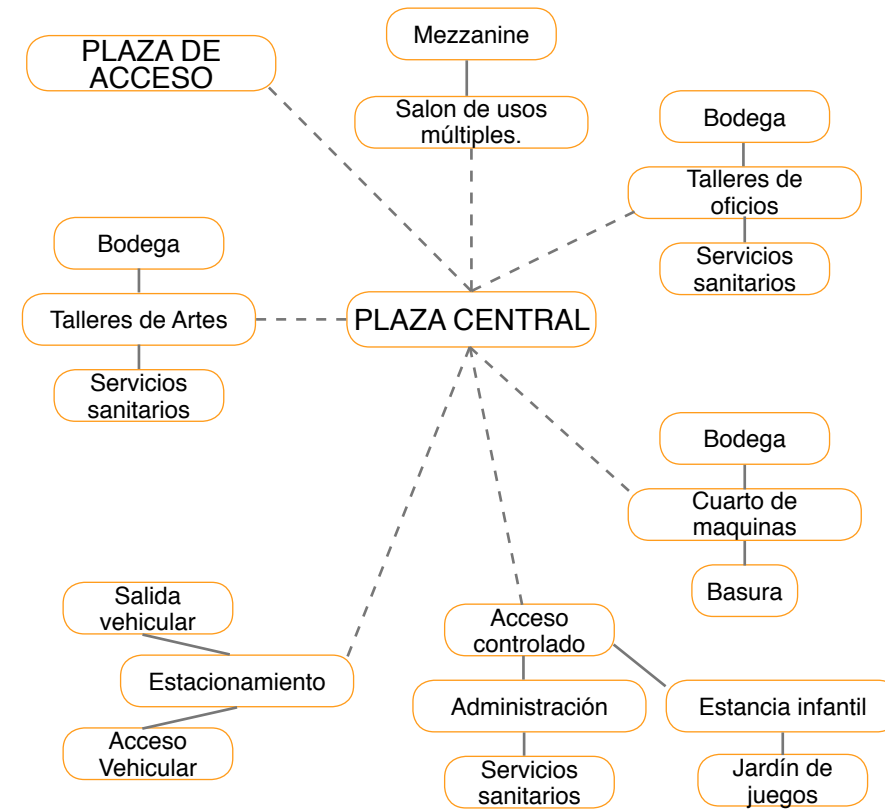 PLAZA DE
ACCESO
Mezzanine
Salon de usos
múltiples.
Bodega
Talleres de
oficios
Servicios
sanitarios
Bodega
Talleres de Artes
Servicios
sanitarios
PLAZA CENTRAL
Bodega
Cuarto de
maquinas
Basura
Salida
vehicular
Estacionamiento
Acceso
Vehicular
Acceso
controlado
Administración
Servicios
sanitarios
Estancia infantil
Jardín de
juegos